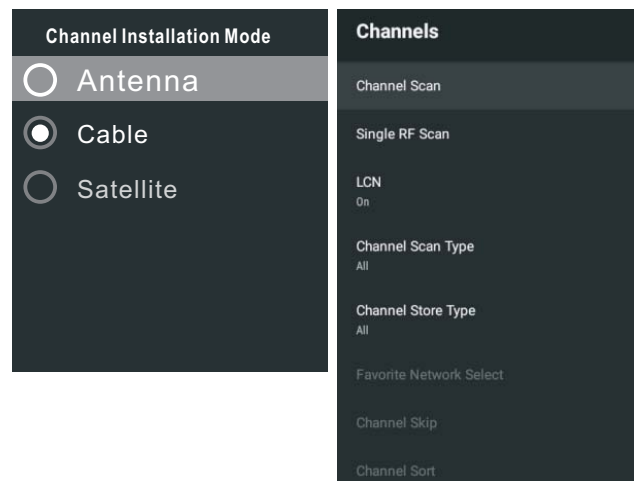 Channel Installation Mode
Antenna
Cable
Satellite
Channels
Channel Scan
Single RF Scan
LCN
On
Channel Scan Type
All
Channel Store Type
All
Favorite Network Select
Channel Skip
Channel Sort